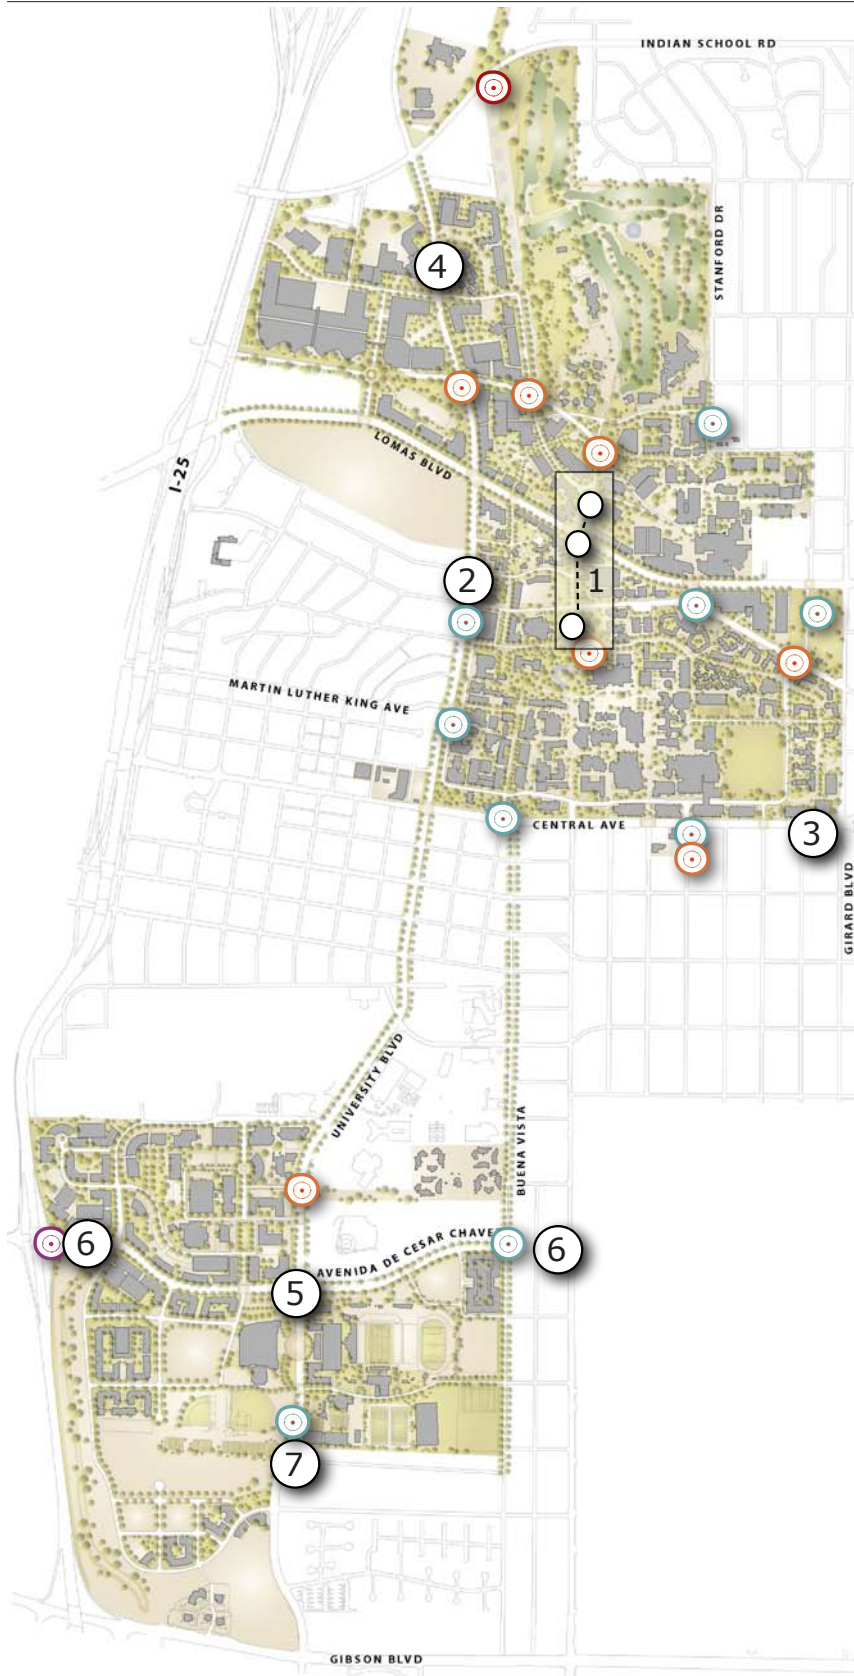 INDIAN SCHOOL RD
STANFORD DR
4
I-25
LOMAS BLVD
2
1
MARTIN LUTHER KING AVE
CENTRAL AVE
3
GIRARD BLVD
UNIVERSITY BLVD
BUENA VISTA
6
AVENIDA DE CESAR CHAVE
6
5
7
GIBSON BLVD